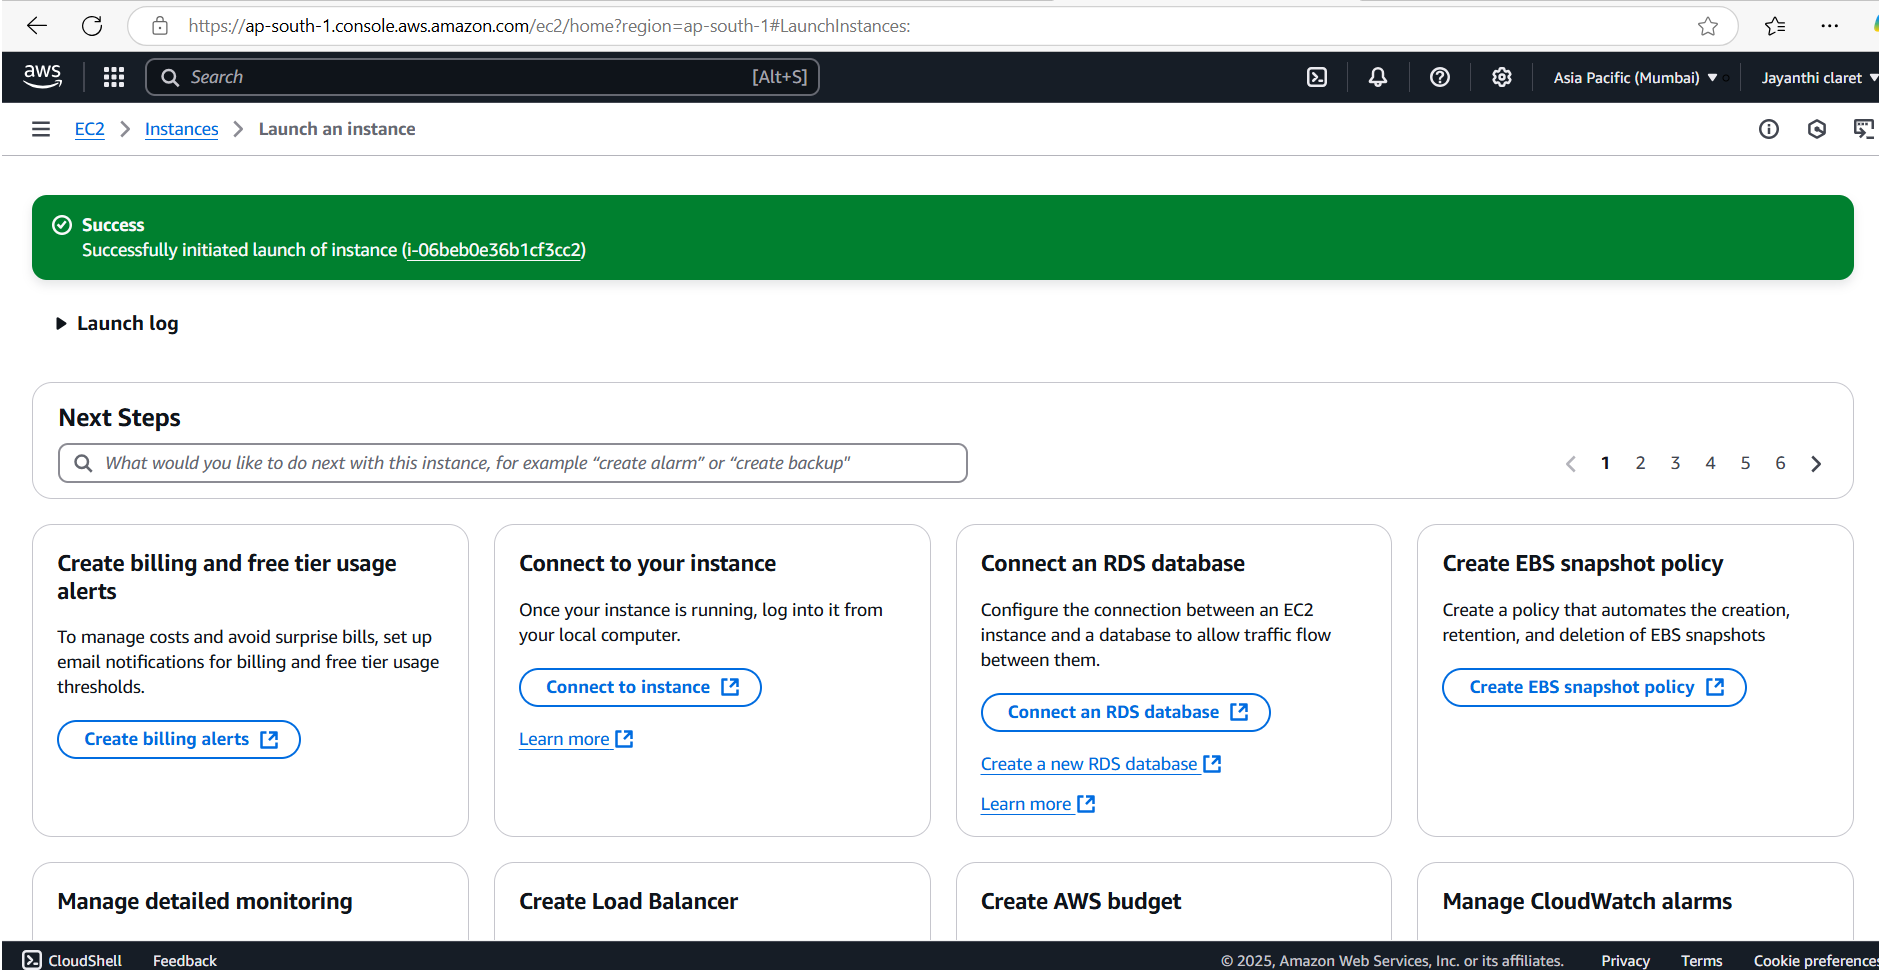 https://ap-south-1.console.aws.amazon.com/ec2/home?region=ap-south-1#LaunchInstances:
aws
Search
[Alt+S]
Asia Pacific (Mumbai)
Jayanthi claret
EC2
Instances
Launch an instance
Success
Successfully initiated launch of instance (i-06beb0e36b1cf3cc2)
Launch log
Next Steps
What would you like to do next with this instance, for example “create alarm” or “create backup"
1 2 3 4 5 6
Create billing and free tier usage
alerts
To manage costs and avoid surprise bills, set up
email notifications for billing and free tier usage
thresholds.
Create billing alerts
Connect to your instance
Once your instance is running, log into it from
your local computer.
Connect to instance
Learn more
Connect an RDS database
Configure the connection between an EC2
instance and a database to allow traffic flow
between them.
Connect an RDS database
Create a new RDS database
Learn more
Create EBS snapshot policy
Create a policy that automates the creation,
retention, and deletion of EBS snapshots
Create EBS snapshot policy
Manage detailed monitoring
Create Load Balancer
Create AWS budget
Manage CloudWatch alarms
CloudShell
Feedback
© 2025, Amazon Web Services, Inc. or its affiliates.
Privacy
Terms
Cookie preferences